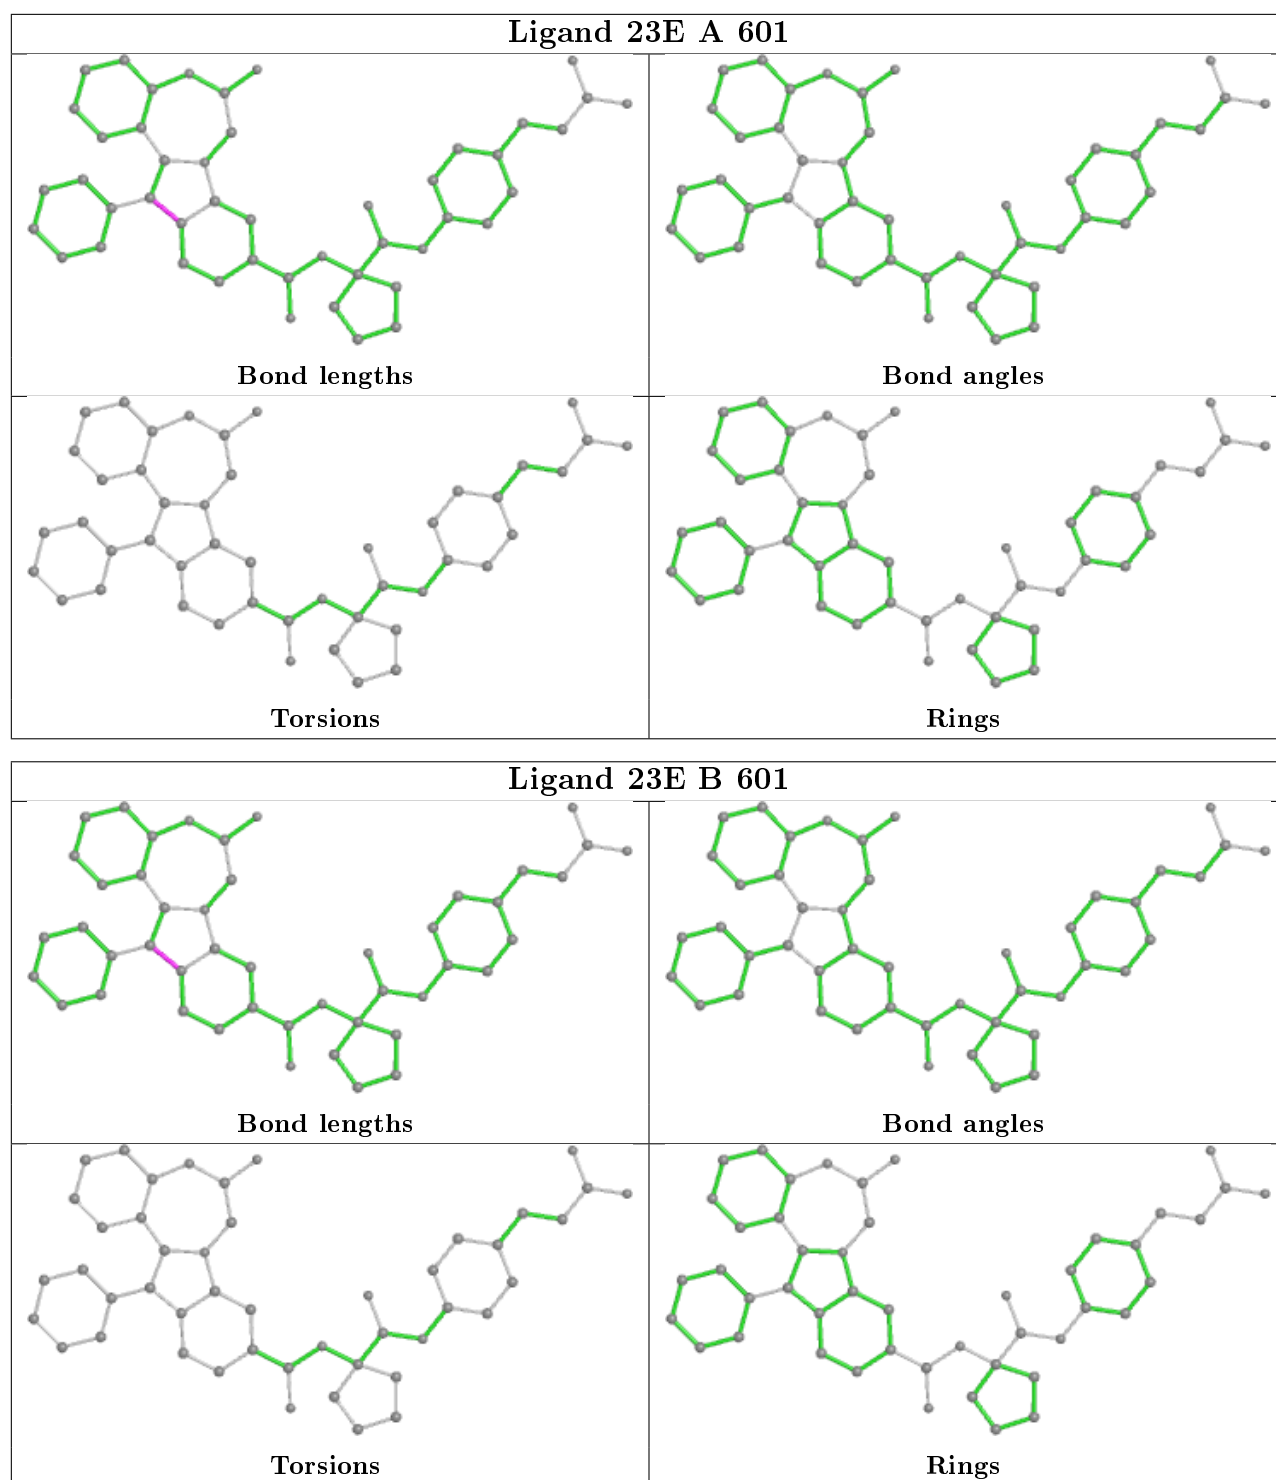 Ligand 23E A 601
Bond lengths
Bond angles
Torsions
Rings
Ligand 23E B 601
Bond lengths
Bond angles
Torsions
Rings